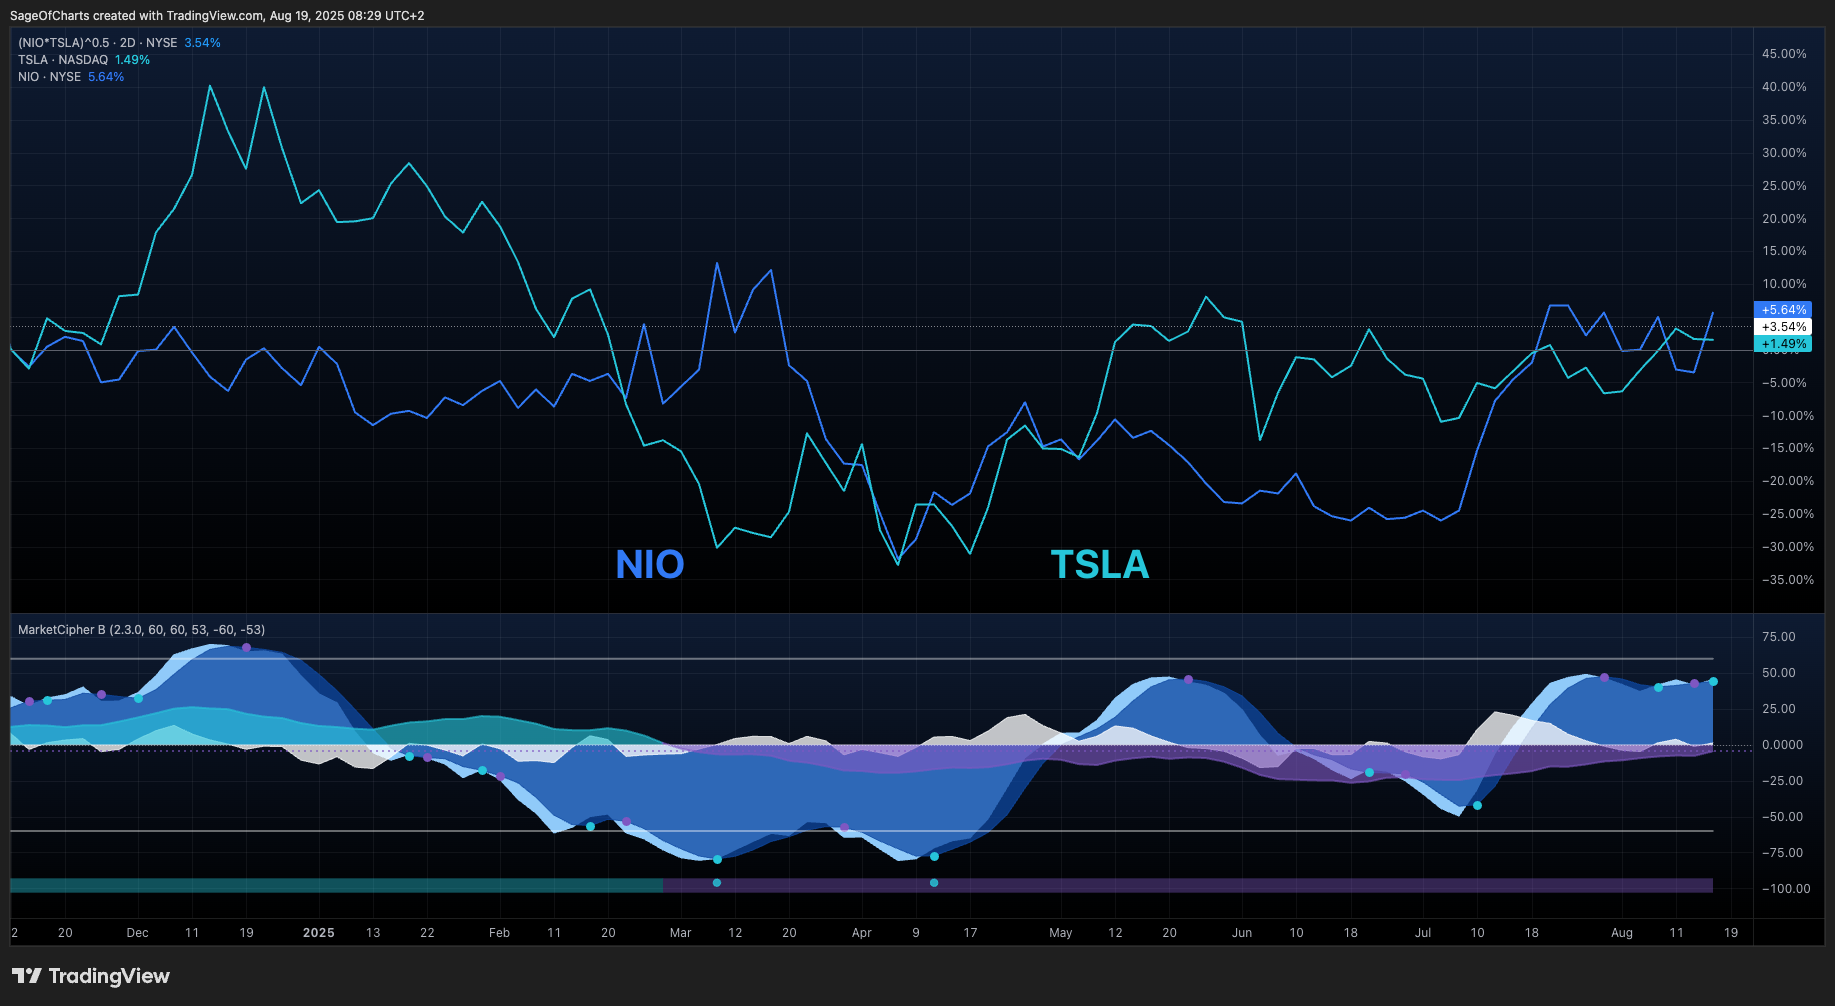 SageOfCharts created with TradingView.com, Aug 19, 2025 08:29 UTC+2
(NIO*TSLA)^0.5 · 2D · NYSE 3.54%
TSLA · NASDAQ 1.49%
NIO · NYSE 5.64%
45.00%
40.00%
35.00%
30.00%
25.00%
20.00%
15.00%
10.00%
+5.64%
+3.54%
+1.49%
−5.00%
−10.00%
−15.00%
−20.00%
−25.00%
−30.00%
−35.00%
NIO
TSLA
MarketCipher B (2.3.0, 60, 60, 53, -60, -53)
75.00
50.00
25.00
0.0000
−25.00
−50.00
−75.00
−100.00
2 20 Dec 11 19 2025 13 22 Feb 11 20 Mar 12 20 Apr 9 17 May 12 20 Jun 10 18 Jul 10 18 Aug 11 19
TradingView